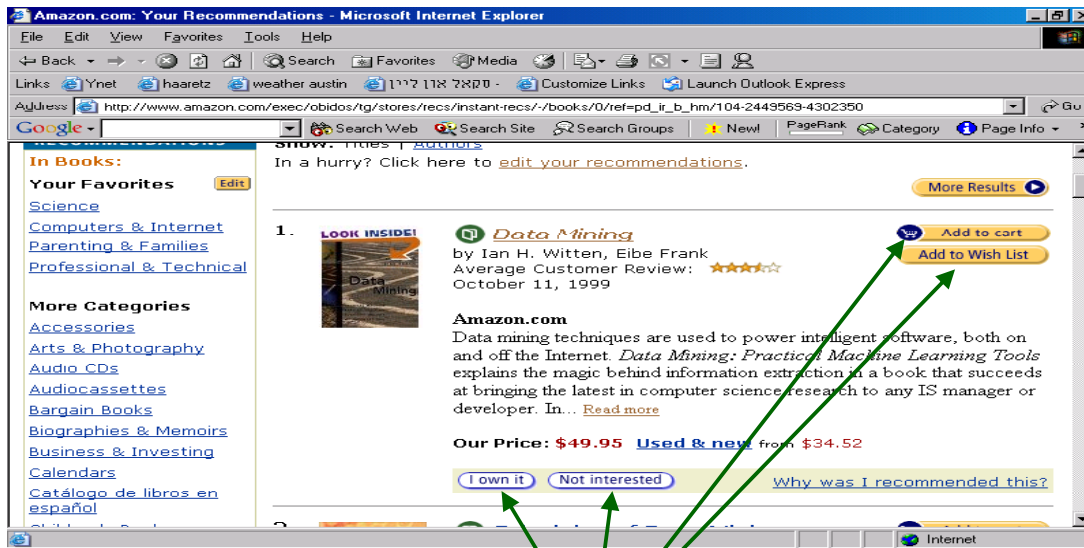 Amazon.com: Your Recommendations - Microsoft Internet Explorer
File Edit View Favorites Tools Help
Back Search Favorites Media
Links Ynet haaretz weather austin סקאל און ליין - Customize Links Launch Outlook Express
Address http://www.amazon.com/exec/obidos/tg/stores/recs/instant-recs/-/books/0/ref=pd_ir_b_hm/104-2449569-4302350
Google Search Web Search Site Search Groups New! PageRank Category Page Info
RECOMMENDATIONS
In Books:
Your Favorites Edit
Science
Computers & Internet
Parenting & Families
Professional & Technical
More Categories
Accessories
Arts & Photography
Audio CDs
Audiocassettes
Bargain Books
Biographies & Memoirs
Business & Investing
Calendars
Catálogo de libros en
español
Show: Titles | Authors
In a hurry? Click here to edit your recommendations.
More Results
1. LOOK INSIDE! Data Mining
Data Mining
by Ian H. Witten, Eibe Frank
Average Customer Review:
October 11, 1999
Add to cart
Add to Wish List
Amazon.com
Data mining techniques are used to power intelligent software, both on
and off the Internet. Data Mining: Practical Machine Learning Tools
explains the magic behind information extraction in a book that succeeds
at bringing the latest in computer science research to any IS manager or
developer. In... Read more
Our Price: $49.95 Used & new from $34.52
I own it Not interested Why was I recommended this?
Internet